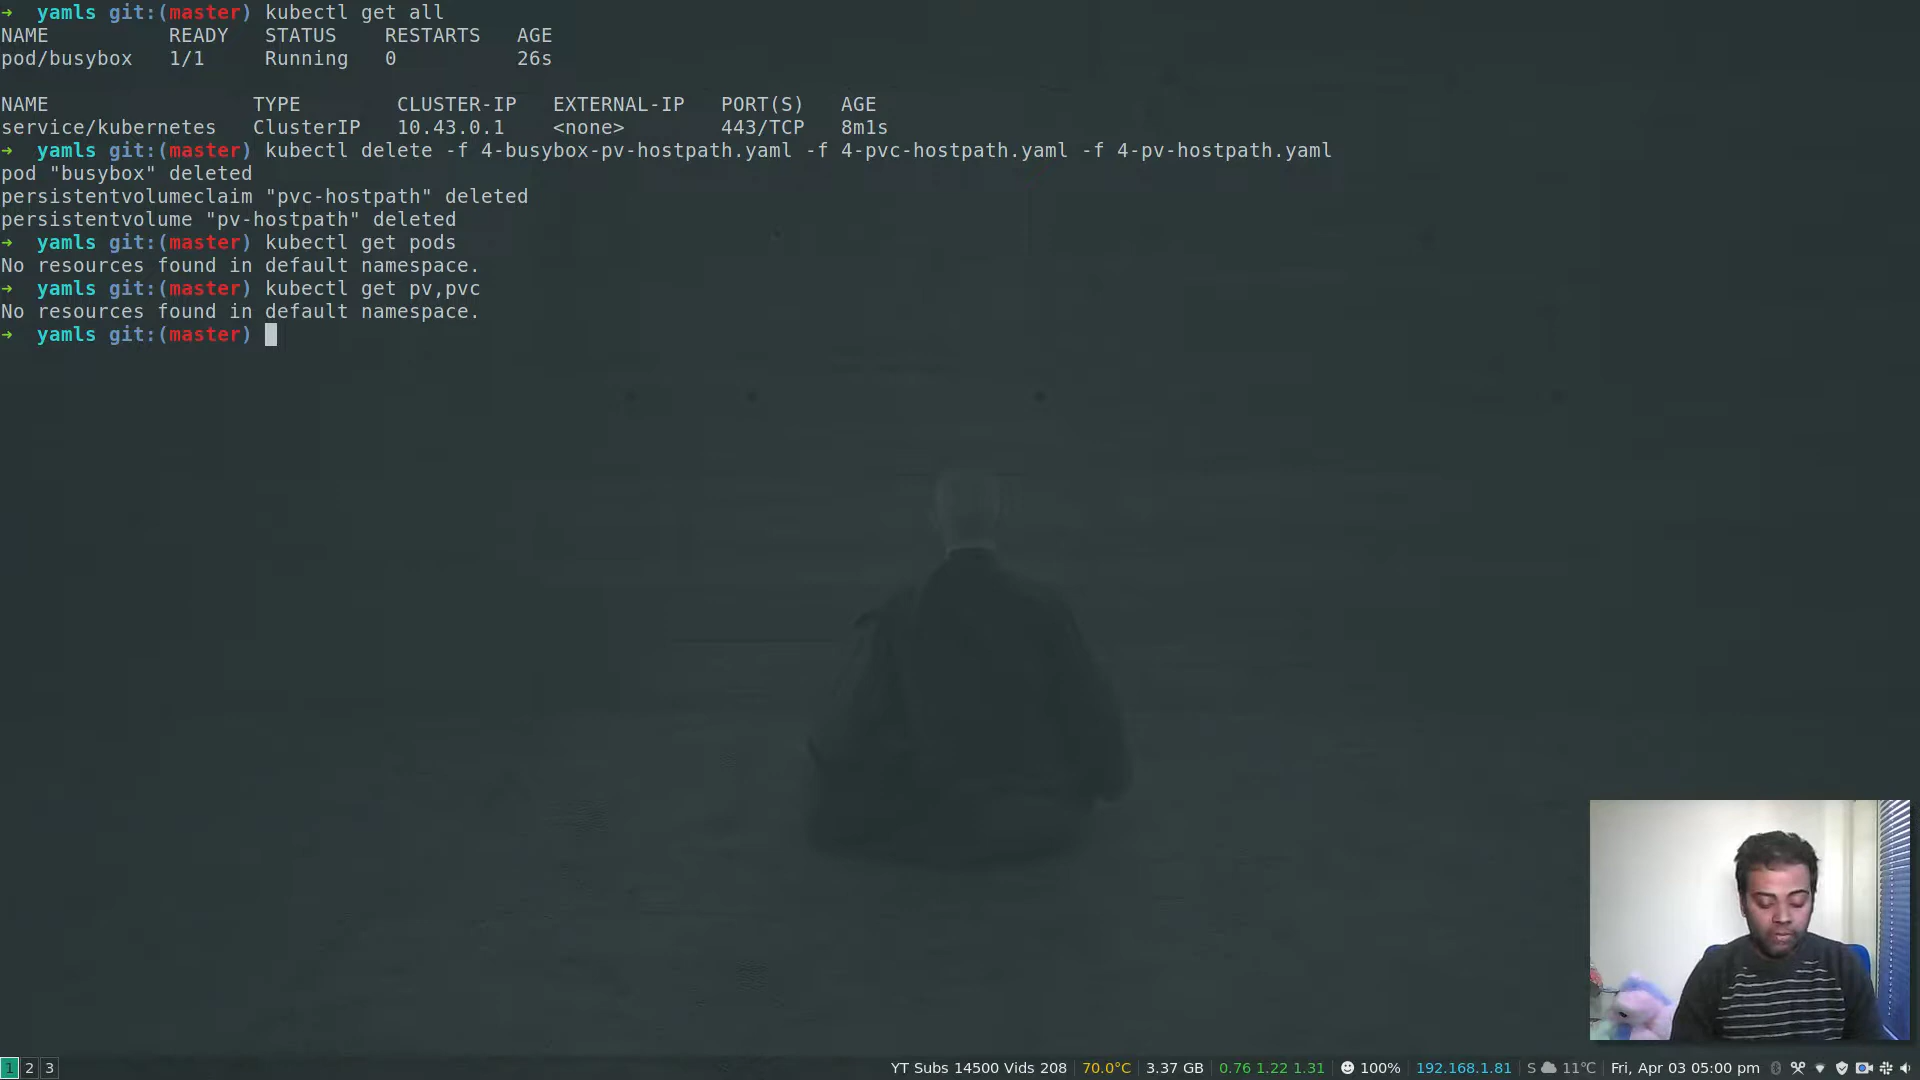 ➜  yamls git:(master) kubectl get all
NAME          READY   STATUS    RESTARTS   AGE
pod/busybox   1/1     Running   0          26s
NAME                 TYPE        CLUSTER-IP   EXTERNAL-IP   PORT(S)   AGE
service/kubernetes   ClusterIP   10.43.0.1    <none>        443/TCP   8m1s
➜  yamls git:(master) kubectl delete -f 4-busybox-pv-hostpath.yaml -f 4-pvc-hostpath.yaml -f 4-pv-hostpath.yaml
pod "busybox" deleted
persistentvolumeclaim "pvc-hostpath" deleted
persistentvolume "pv-hostpath" deleted
➜  yamls git:(master) kubectl get pods
No resources found in default namespace.
➜  yamls git:(master) kubectl get pv,pvc
No resources found in default namespace.
➜  yamls git:(master)
1 2 3 YT Subs 14500 Vids 208 70.0°C 3.37 GB 0.76 1.22 1.31 100% 192.168.1.81 S 11°C Fri, Apr 03 05:00 pm